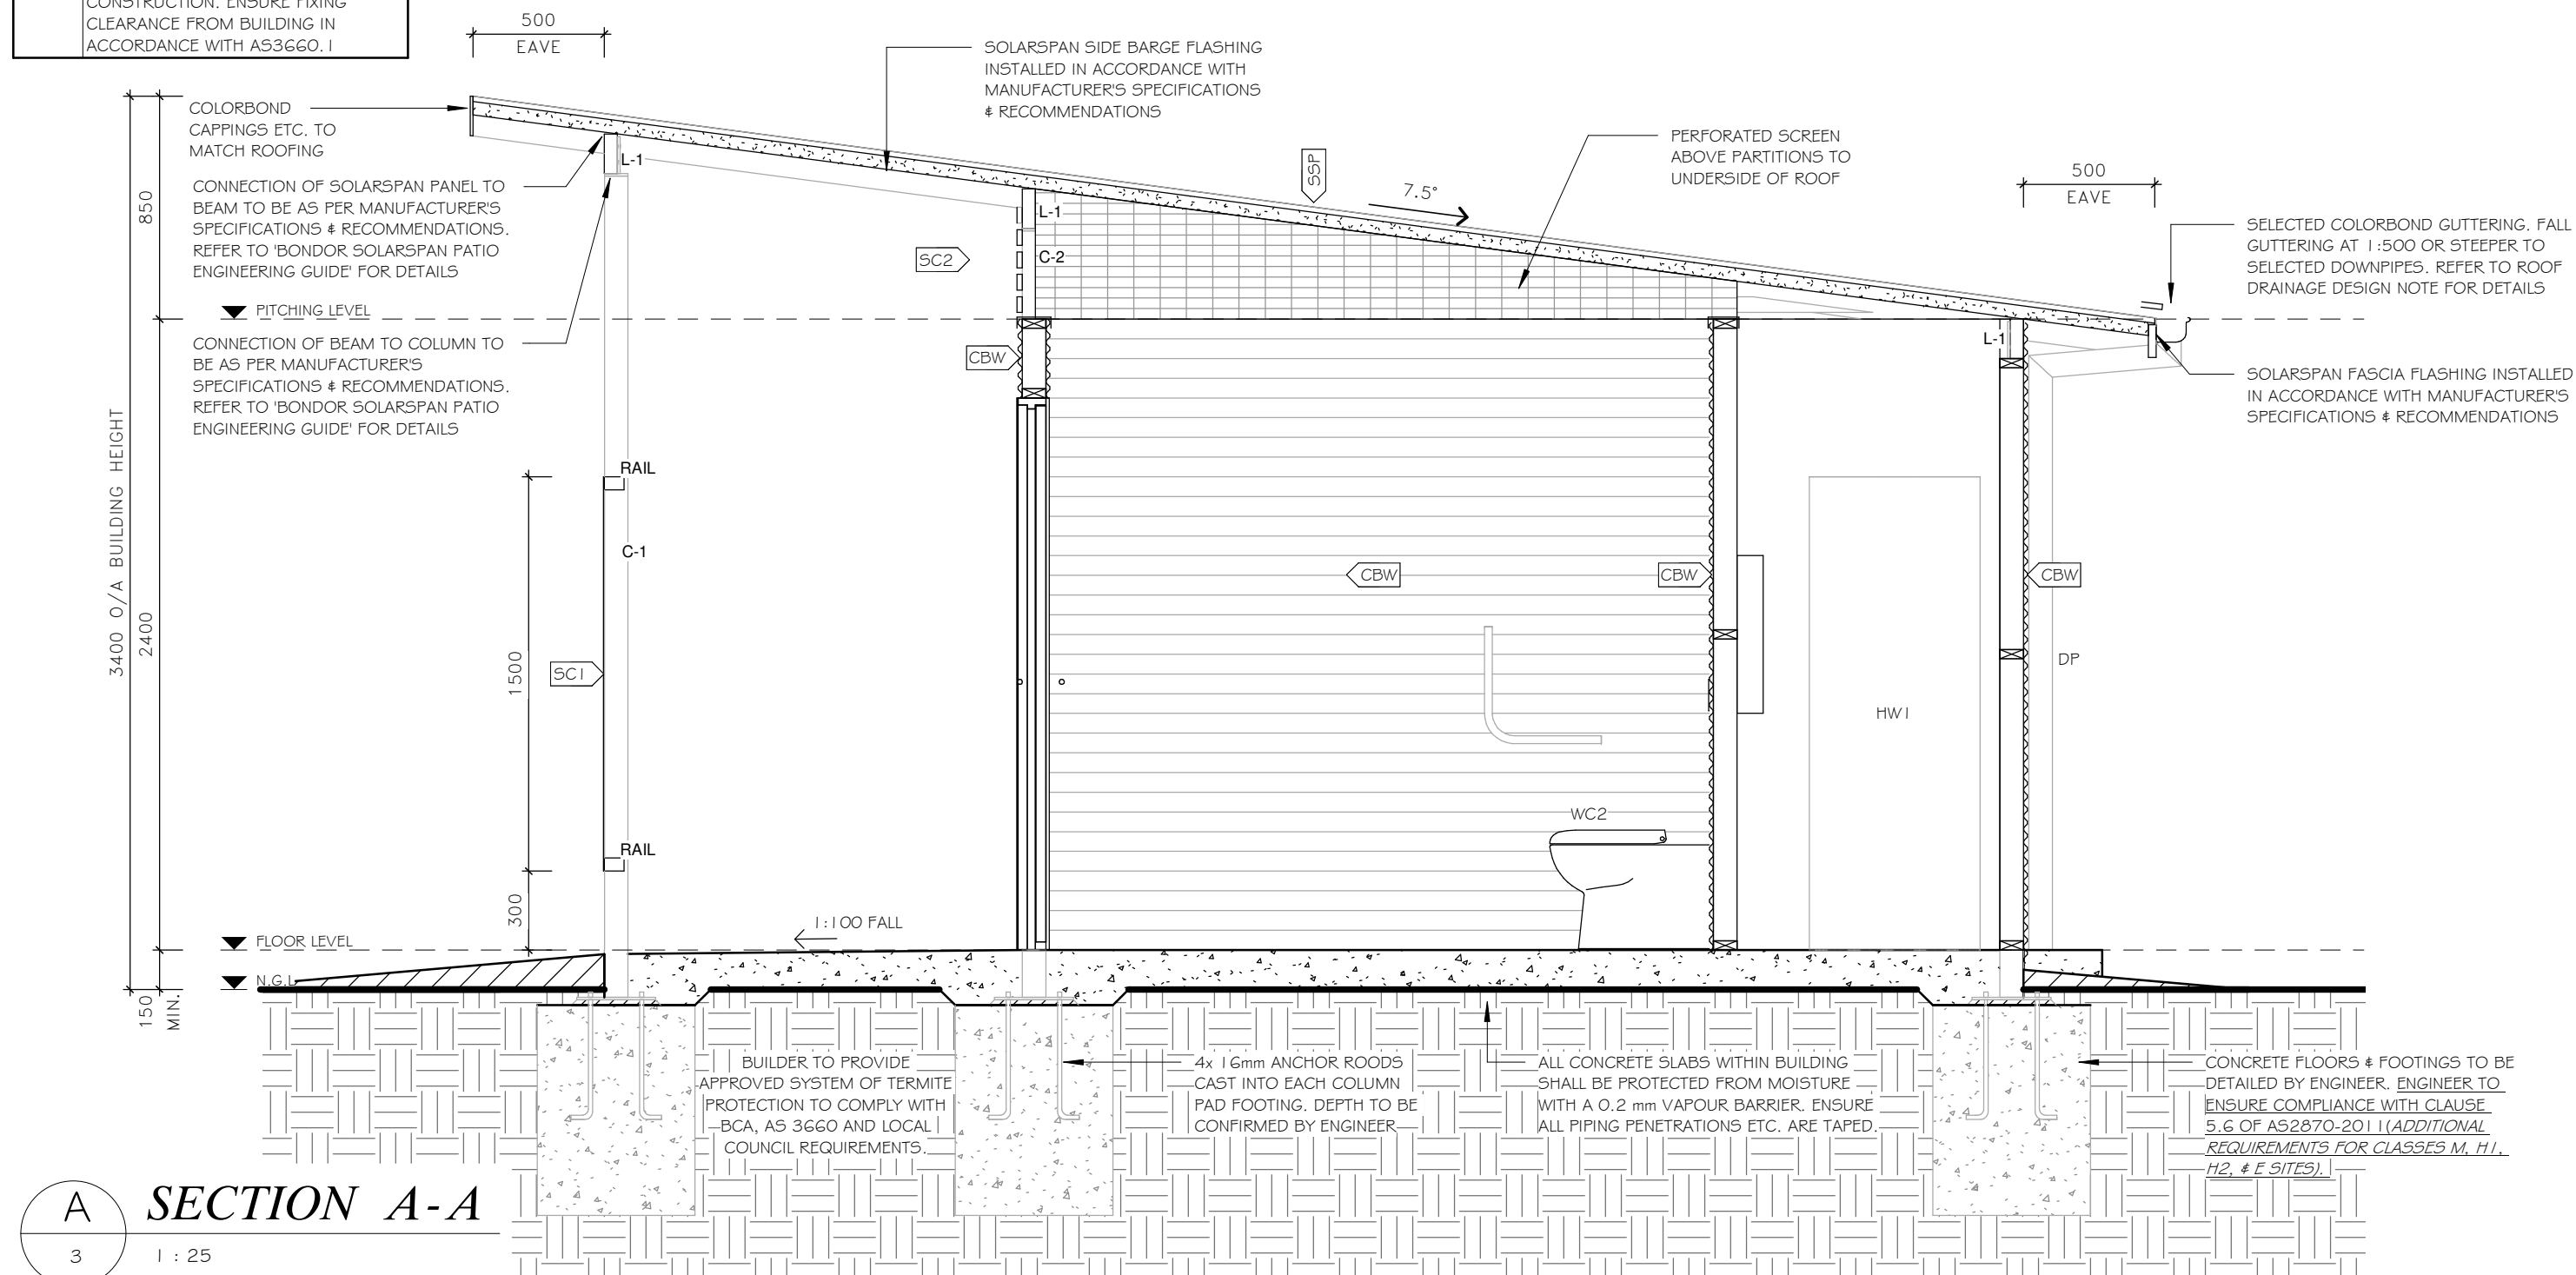 CONSTRUCTION. ENSURE FIXING
CLEARANCE FROM BUILDING IN
ACCORDANCE WITH AS3660.1
500
EAVE
SOLARSPAN SIDE BARGE FLASHING
INSTALLED IN ACCORDANCE WITH
MANUFACTURER'S SPECIFICATIONS
& RECOMMENDATIONS
COLORBOND
CAPPINGS ETC. TO
MATCH ROOFING
PERFORATED SCREEN
ABOVE PARTITIONS TO
UNDERSIDE OF ROOF
SSP
7.5°
500
EAVE
L-1
CONNECTION OF SOLARSPAN PANEL TO
BEAM TO BE AS PER MANUFACTURER'S
SPECIFICATIONS & RECOMMENDATIONS.
REFER TO 'BONDOR SOLARSPAN PATIO
ENGINEERING GUIDE' FOR DETAILS
850
L-1
SC2
C-2
SELECTED COLORBOND GUTTERING. FALL
GUTTERING AT 1:500 OR STEEPER TO
SELECTED DOWNPIPES. REFER TO ROOF
DRAINAGE DESIGN NOTE FOR DETAILS
PITCHING LEVEL
CONNECTION OF BEAM TO COLUMN TO
BE AS PER MANUFACTURER'S
SPECIFICATIONS & RECOMMENDATIONS.
REFER TO 'BONDOR SOLARSPAN PATIO
ENGINEERING GUIDE' FOR DETAILS
CBW
L-1
SOLARSPAN FASCIA FLASHING INSTALLED
IN ACCORDANCE WITH MANUFACTURER'S
SPECIFICATIONS & RECOMMENDATIONS
3400 O/A BUILDING HEIGHT
2400
RAIL
C-1
CBW
CBW
CBW
1500
SC1
DP
HW1
WC2
RAIL
300
1:100 FALL
FLOOR LEVEL
N.G.L
150
MIN.
BUILDER TO PROVIDE
APPROVED SYSTEM OF TERMITE
PROTECTION TO COMPLY WITH
BCA, AS 3660 AND LOCAL
COUNCIL REQUIREMENTS.
4x 16mm ANCHOR ROODS
CAST INTO EACH COLUMN
PAD FOOTING. DEPTH TO BE
CONFIRMED BY ENGINEER
ALL CONCRETE SLABS WITHIN BUILDING
SHALL BE PROTECTED FROM MOISTURE
WITH A 0.2 mm VAPOUR BARRIER. ENSURE
ALL PIPING PENETRATIONS ETC. ARE TAPED.
CONCRETE FLOORS & FOOTINGS TO BE
DETAILED BY ENGINEER. ENGINEER TO
ENSURE COMPLIANCE WITH CLAUSE
5.6 OF AS2870-2011(ADDITIONAL
REQUIREMENTS FOR CLASSES M, H1,
H2, & E SITES).
A
3
SECTION A-A
1 : 25